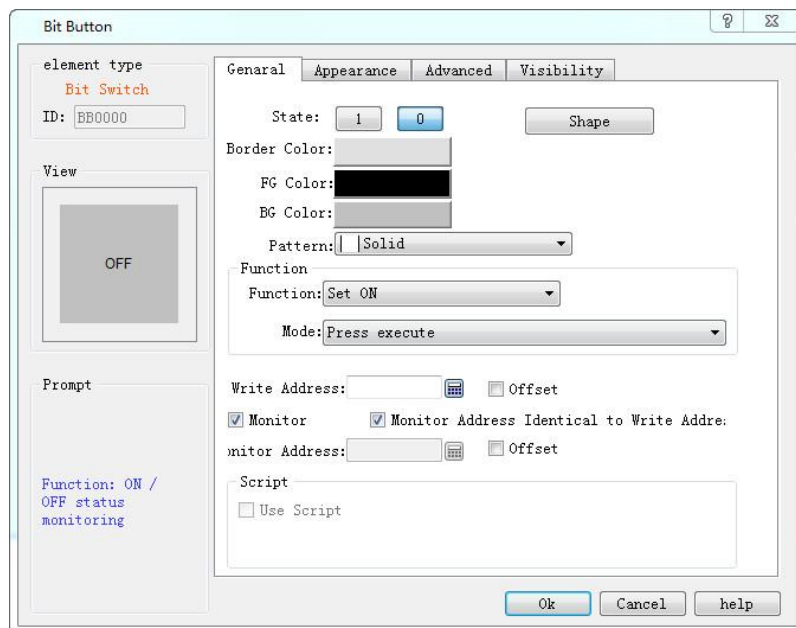 Bit Button
element type
Bit Switch
ID: BB0000
View
OFF
Prompt
Function: ON /
OFF status
monitoring
General Appearance Advanced Visibility
State: 1 0 Shape
Border Color:
FG Color:
BG Color:
Pattern: Solid
Function
Function: Set ON
Mode: Press execute
Write Address: Offset
Monitor Monitor Address Identical to Write Addre
onitor Address: Offset
Script
Use Script
Ok Cancel help